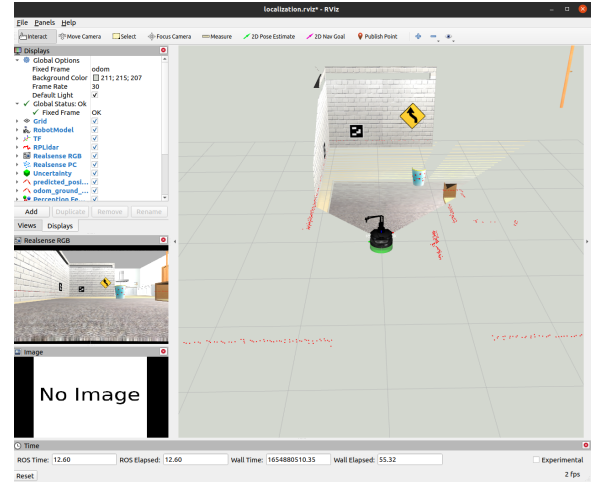 localization.rviz* - RViz
File Panels Help
Interact Move Camera Select Focus Camera Measure 2D Pose Estimate 2D Nav Goal Publish Point
Displays
Global Options
Fixed Frame odom
Background Color 211; 215; 207
Frame Rate 30
Default Light
Global Status: Ok
Fixed Frame OK
Grid
RobotModel
TF
RPLidar
Realsense RGB
Realsense PC
Uncertainty
predicted_posi...
odom_ground_...
Perception Fe...
Add Duplicate Remove Rename
Views Displays
Realsense RGB
Image
No Image
Time
ROS Time: 12.60 ROS Elapsed: 12.60 Wall Time: 1654880510.35 Wall Elapsed: 55.32 Experimental
Reset 2 fps